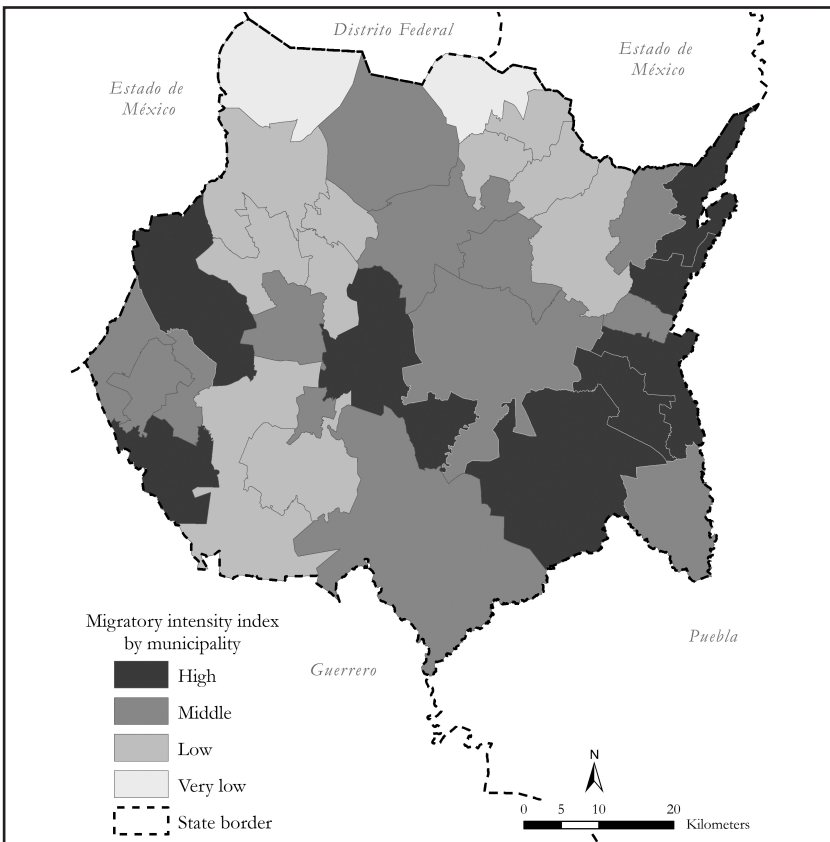 Distrito Federal
Estado de
México
Estado de
México
Migratory intensity index
by municipality
High
Middle
Low
Very low
State border
Guerrero
Puebla
N
0 5 10 20
Kilometers